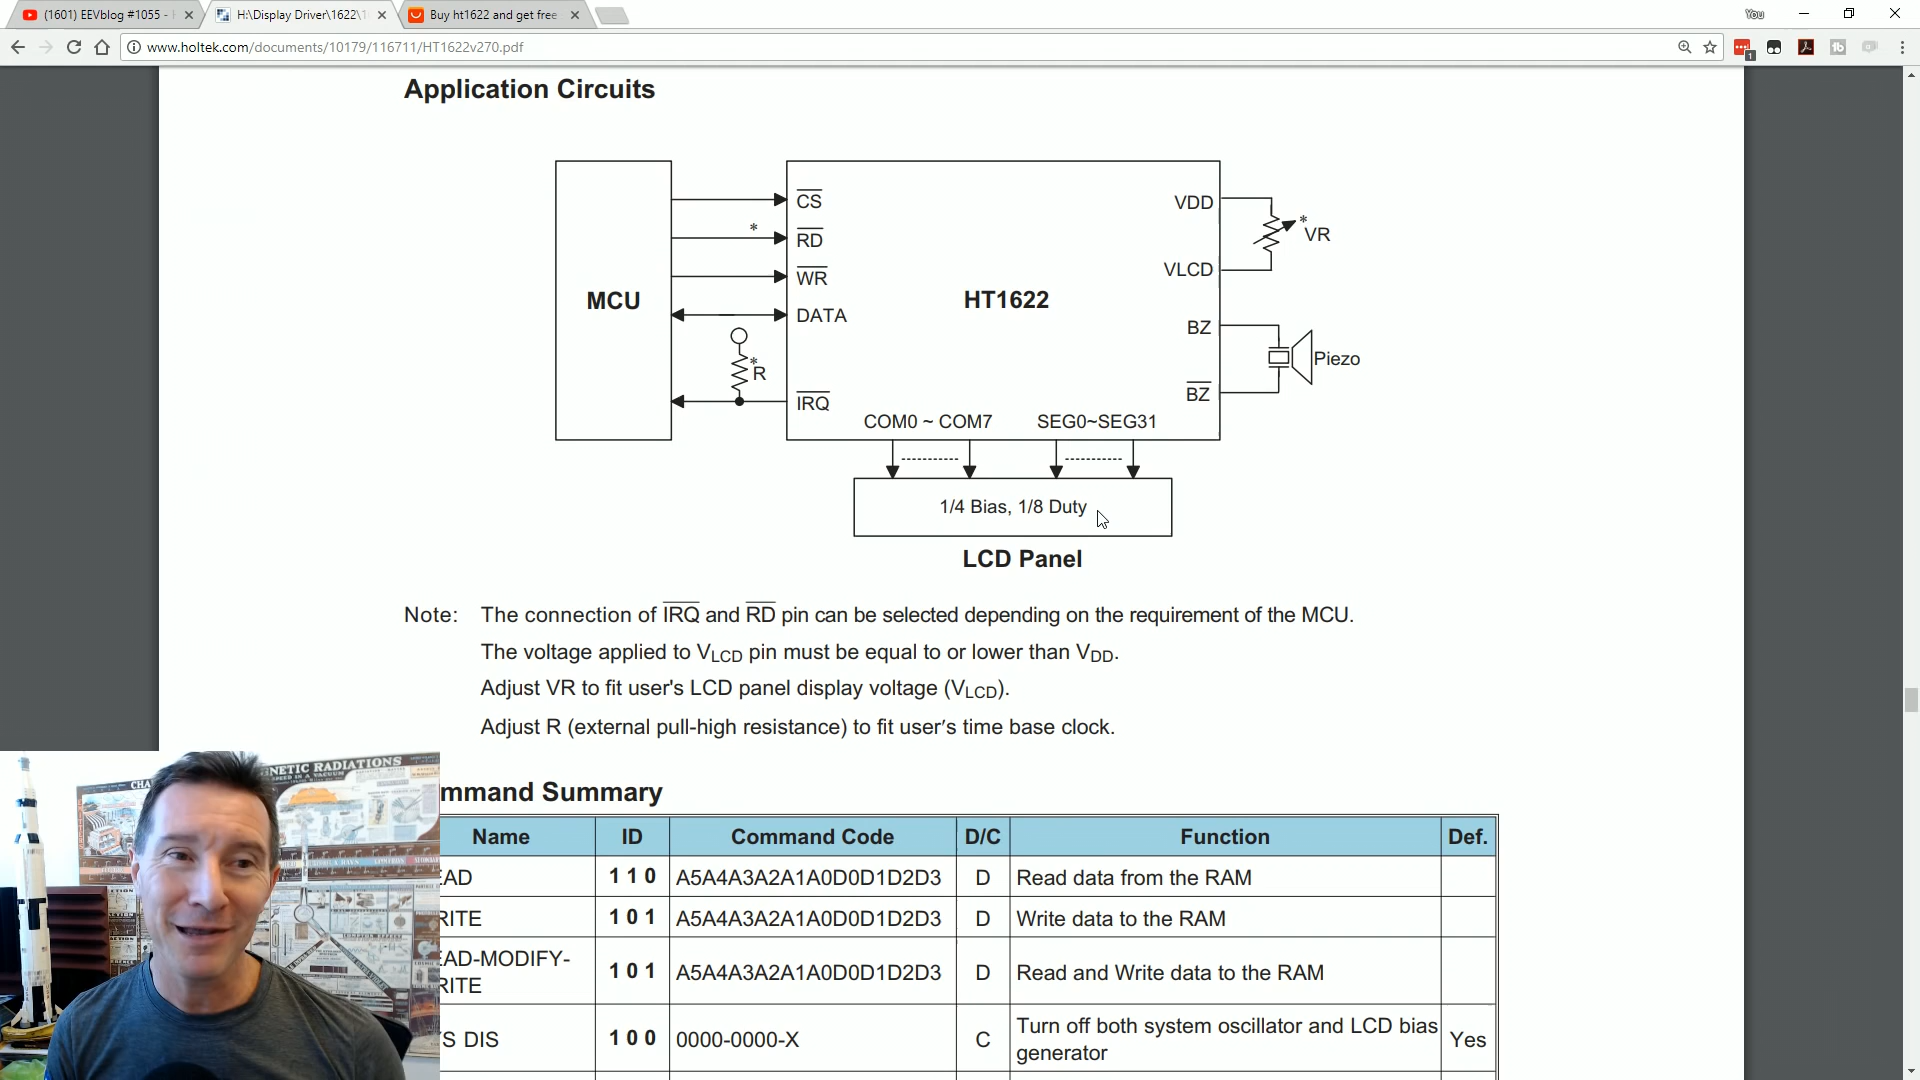 (1601) EEVblog #1055 -
H:\Display Driver\1622\1
Buy ht1622 and get free
You
www.holtek.com/documents/10179/116711/HT1622v270.pdf
1
Application Circuits
MCU
HT1622
CS
* RD
WR
DATA
* R
IRQ
VDD
* VR
VLCD
BZ
Piezo
BZ
COM0 ~ COM7 SEG0~SEG31
1/4 Bias, 1/8 Duty
LCD Panel
Note: The connection of IRQ and RD pin can be selected depending on the requirement of the MCU.
The voltage applied to VLCD pin must be equal to or lower than VDD.
Adjust VR to fit user's LCD panel display voltage (VLCD).
Adjust R (external pull-high resistance) to fit user's time base clock.
mmand Summary
Name ID Command Code D/C Function Def.
EAD 1 1 0 A5A4A3A2A1A0D0D1D2D3 D Read data from the RAM
RITE 1 0 1 A5A4A3A2A1A0D0D1D2D3 D Write data to the RAM
EAD-MODIFY-
RITE 1 0 1 A5A4A3A2A1A0D0D1D2D3 D Read and Write data to the RAM
S DIS 1 0 0 0000-0000-X C Turn off both system oscillator and LCD bias
generator Yes
CHA
NETIC RADIATIONS
SPEED IN A VACUUM